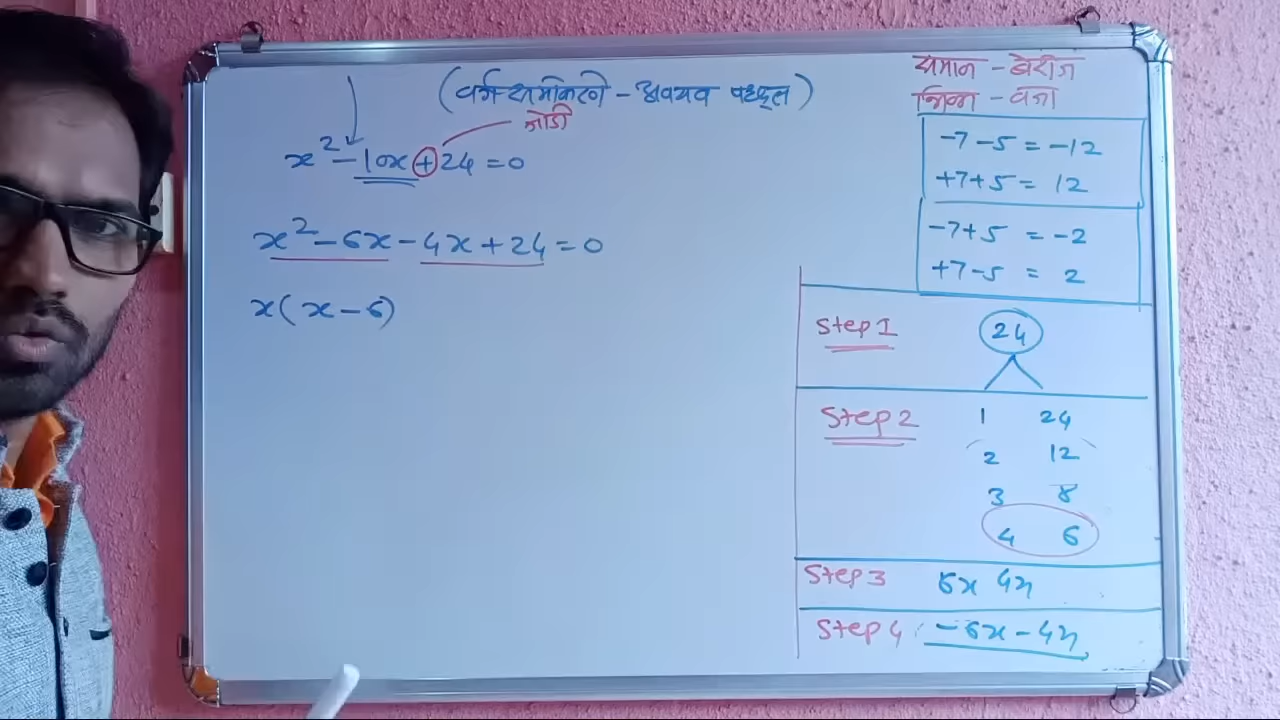 (वर्ग समीकरणे - अवयव पद्धत)
जोडी
x² - 10x + 24 = 0
x² - 6x - 4x + 24 = 0
x(x - 6)
समान - बेरीज
भिन्न - वजा
-7 - 5 = -12
+7 + 5 = 12
-7 + 5 = -2
+7 - 5 = 2
Step 1 24
Step 2 1 24
2 12
3 8
4 6
Step 3 6x 4x
Step 4 - 6x - 4x